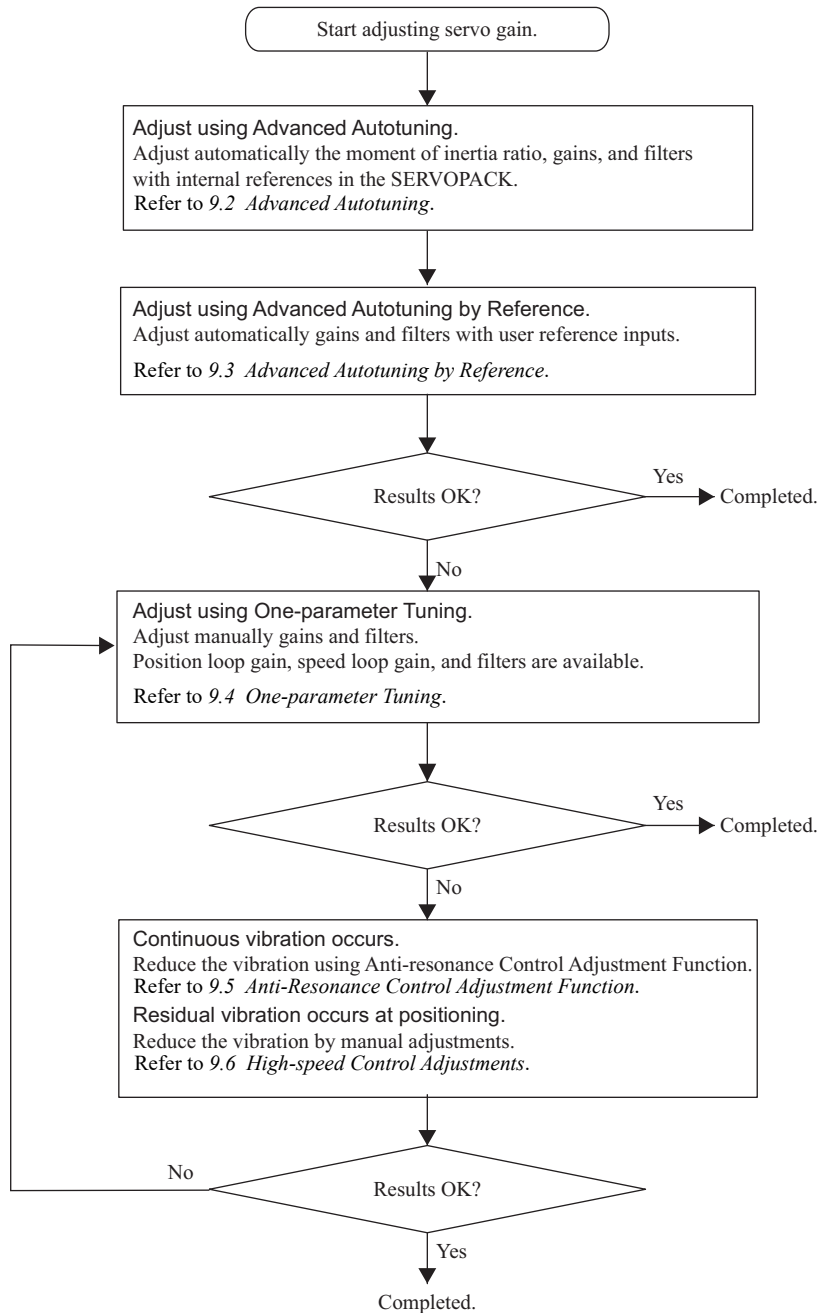 Start adjusting servo gain.
Adjust using Advanced Autotuning.
Adjust automatically the moment of inertia ratio, gains, and filters
with internal references in the SERVOPACK.
Refer to 9.2 Advanced Autotuning.
Adjust using Advanced Autotuning by Reference.
Adjust automatically gains and filters with user reference inputs.
Refer to 9.3 Advanced Autotuning by Reference.
Results OK?
Yes
Completed.
No
Adjust using One-parameter Tuning.
Adjust manually gains and filters.
Position loop gain, speed loop gain, and filters are available.
Refer to 9.4 One-parameter Tuning.
Results OK?
Yes
Completed.
No
Continuous vibration occurs.
Reduce the vibration using Anti-resonance Control Adjustment Function.
Refer to 9.5 Anti-Resonance Control Adjustment Function.
Residual vibration occurs at positioning.
Reduce the vibration by manual adjustments.
Refer to 9.6 High-speed Control Adjustments.
No
Results OK?
Yes
Completed.